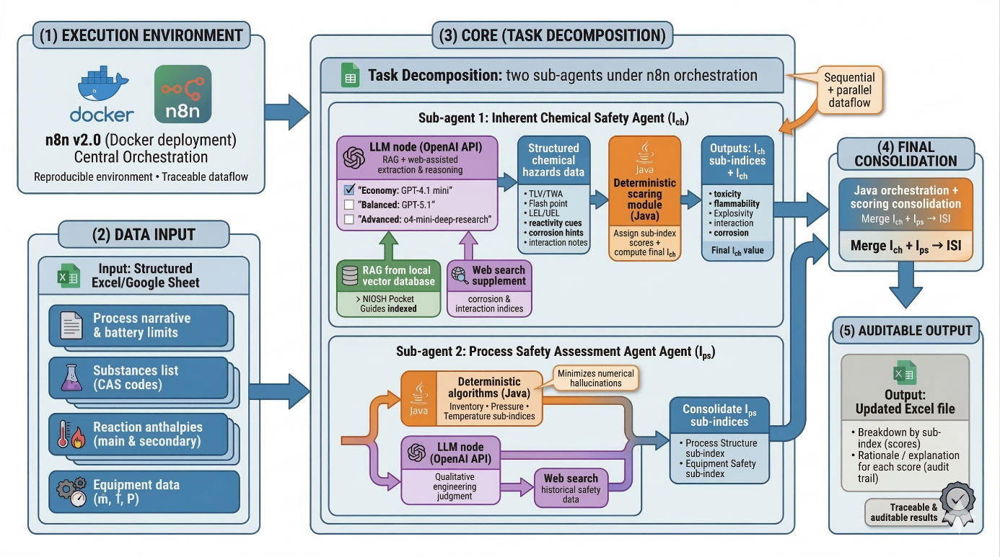 (1) EXECUTION ENVIRONMENT
docker
n8n
n8n v2.0 (Docker deployment)
Central Orchestration
Reproducible environment • Traceable dataflow
(2) DATA INPUT
Input: Structured
Excel/Google Sheet
Process narrative
& battery limits
Substances list
(CAS codes)
Reaction anthalpies
(main & secondary)
Equipment data
(ṁ, T, P)
(3) CORE (TASK DECOMPOSITION)
Task Decomposition: two sub-agents under n8n orchestration
Sequential
+ parallel
dataflow
Sub-agent 1: Inherent Chemical Safety Agent (Ich)
LLM node (OpenAI API)
RAG + web-assisted
extraction & reasoning
"Economy: GPT-4.1 mini"
"Balanced: GPT-5.1"
"Advanced: o4-mini-deep-research"
RAG from local
vector database
> NIOSH Pocket
Guides indexed
Web search
supplement
corrosion &
interaction indices
Structured
chemical
hazards data
• TLV/TWA
• Flash point
• LEL/UEL
• reactivity cues
• corrosion hints
• interaction notes
Java
Deterministic
scaring
module
(Java)
Assign sub-index
scores +
compute final Ich
Outputs: Ich
sub-indices
+ Ich
• toxicity
• flammability
• Explosivity
• interaction
• corrosion
Final Ich value
Sub-agent 2: Process Safety Assessment Agent Agent (Ips)
Java
Deterministic
algorithms (Java)
Inventory • Pressure •
Temperature sub-indices
Minimizes numerical
hallucinations
LLM node
(OpenAI API)
Qualitative
engineering
judgment
Web search
historical safety
data
Consolidate Ips
sub-indices
• Process Structure
sub-index
• Equipment Safety
sub-index
(4) FINAL
CONSOLIDATION
Java orchestration +
scoring consolidation
Merge Ich + Ips → ISI
Merge Ich + Ips → ISI
(5) AUDITABLE OUTPUT
Output:
Updated Excel file
• Breakdown by sub-
index (scores)
• Rationale / explanation
for each score (audit
trail)
Traceable &
auditable results